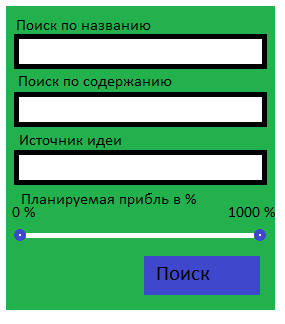 Поиск по названию
Поиск по содержанию
Источник идеи
Планируемая прибль в %
0 % 1000 %
Поиск